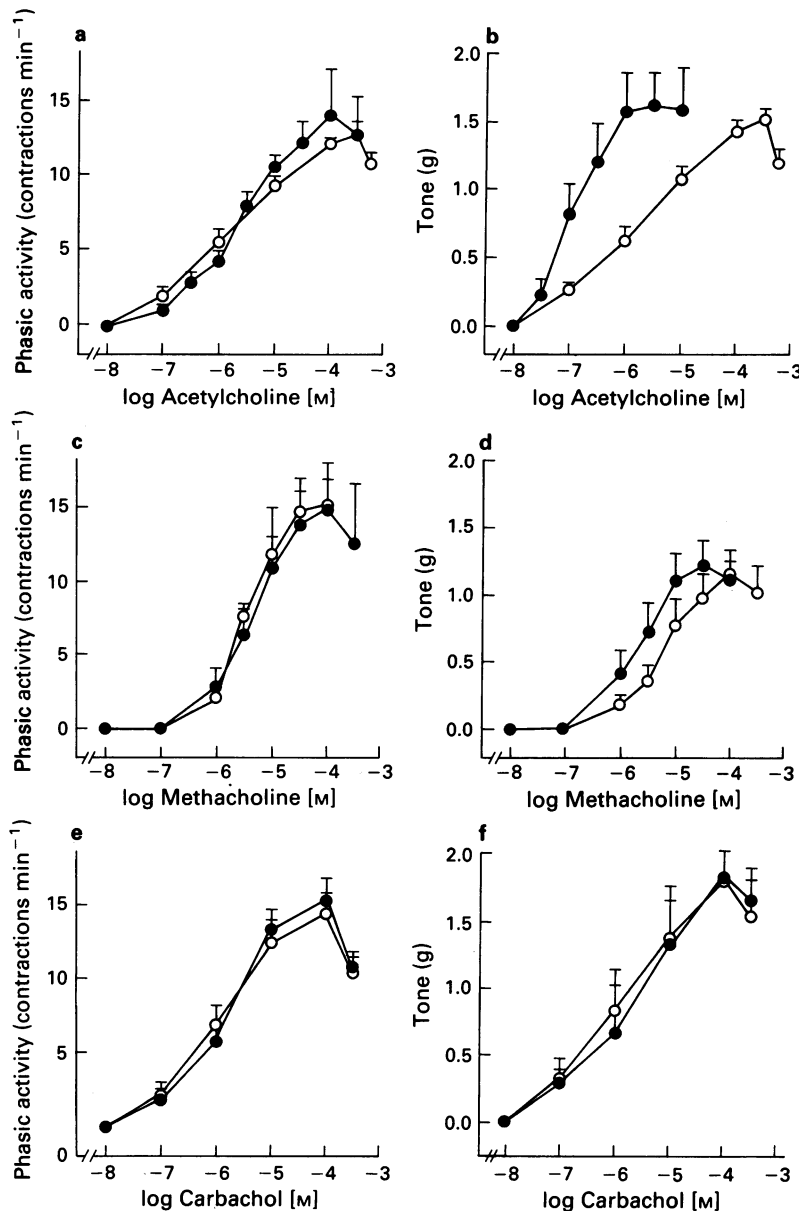 a
Phasic activity (contractions min⁻¹)
15
10
5
0
−8 −7 −6 −5 −4 −3
log Acetylcholine [M]
b
Tone (g)
2.0
1.5
1.0
0.5
0.0
−8 −7 −6 −5 −4 −3
log Acetylcholine [M]
c
Phasic activity (contractions min⁻¹)
15
10
5
0
−8 −7 −6 −5 −4 −3
log Methacholine [M]
d
Tone (g)
2.0
1.5
1.0
0.5
0.0
−8 −7 −6 −5 −4 −3
log Methacholine [M]
e
Phasic activity (contractions min⁻¹)
15
10
5
0
−8 −7 −6 −5 −4 −3
log Carbachol [M]
f
Tone (g)
2.0
1.5
1.0
0.5
0.0
−8 −7 −6 −5 −4 −3
log Carbachol [M]